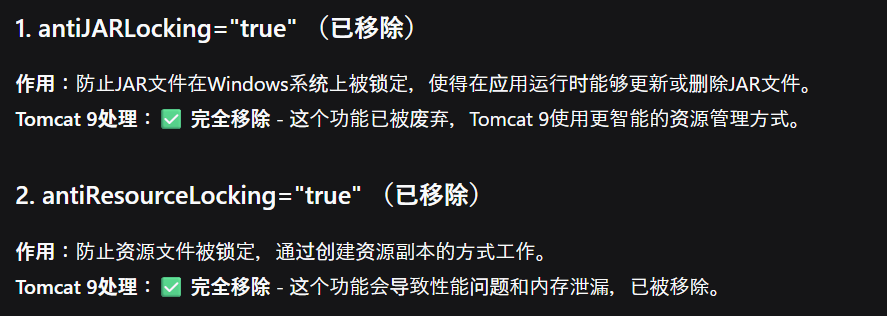 1. antiJARLocking="true" （已移除）
作用：防止JAR文件在Windows系统上被锁定，使得在应用运行时能够更新或删除JAR文件。
Tomcat 9处理：✅ 完全移除 - 这个功能已被废弃，Tomcat 9使用更智能的资源管理方式。
2. antiResourceLocking="true" （已移除）
作用：防止资源文件被锁定，通过创建资源副本的方式工作。
Tomcat 9处理：✅ 完全移除 - 这个功能会导致性能问题和内存泄漏，已被移除。